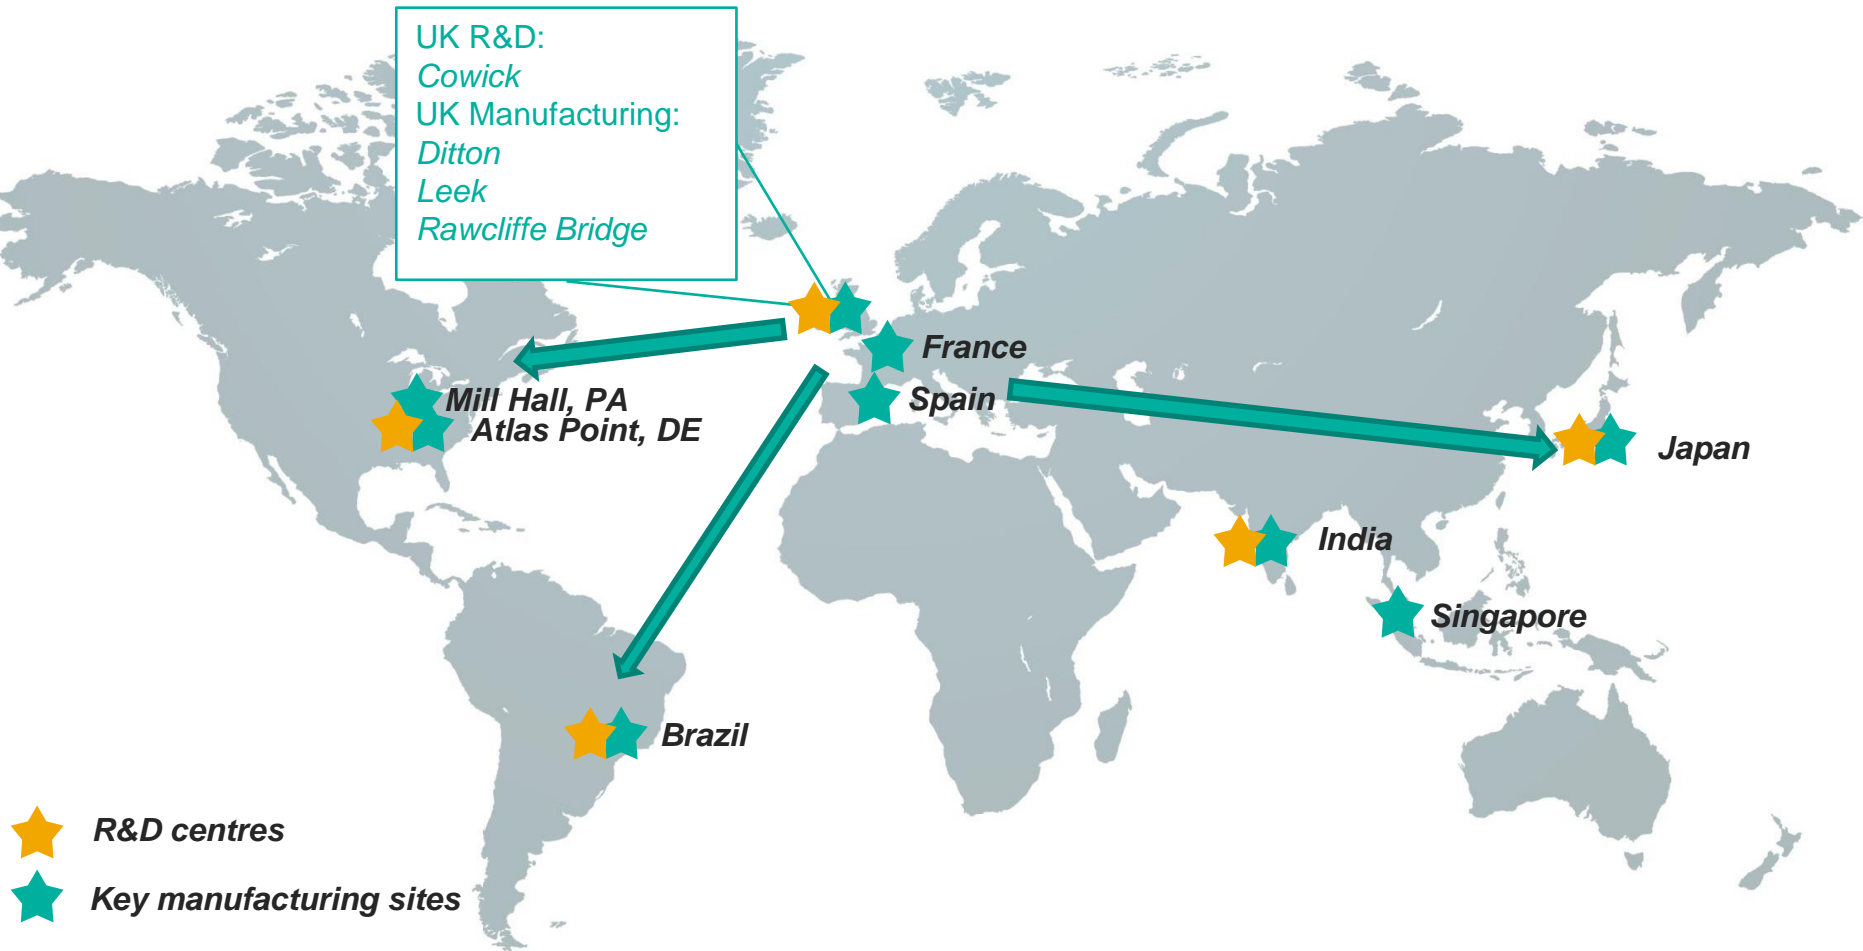 UK R&D:
Cowick
UK Manufacturing:
Ditton
Leek
Rawcliffe Bridge
France
Spain
Mill Hall, PA
Atlas Point, DE
Japan
India
Singapore
Brazil
R&D centres
Key manufacturing sites